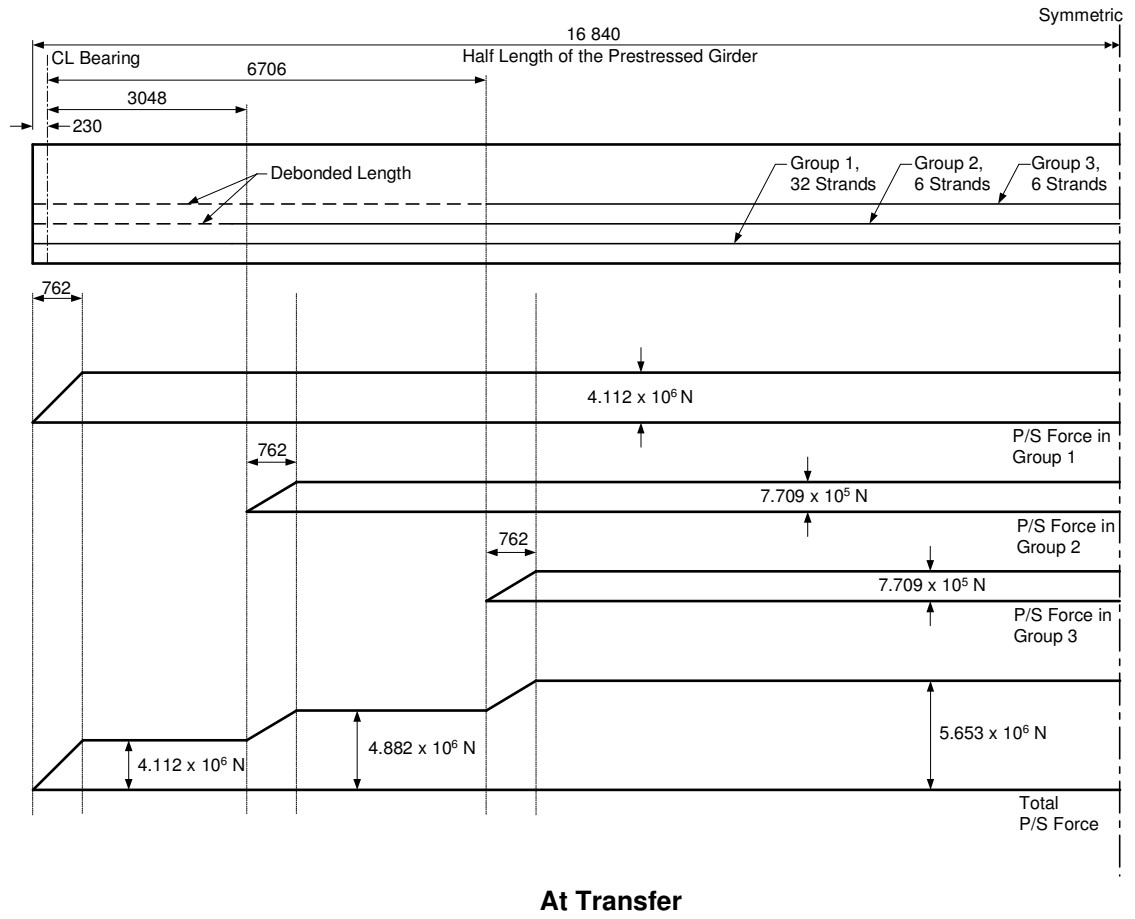 Symmetric
16 840
CL Bearing
Half Length of the Prestressed Girder
6706
3048
230
Debonded Length
Group 1,
32 Strands
Group 2,
6 Strands
Group 3,
6 Strands
762
4.112 x 10⁶ N
P/S Force in
Group 1
762
7.709 x 10⁵ N
P/S Force in
Group 2
762
7.709 x 10⁵ N
P/S Force in
Group 3
4.112 x 10⁶ N
4.882 x 10⁶ N
5.653 x 10⁶ N
Total
P/S Force
At Transfer